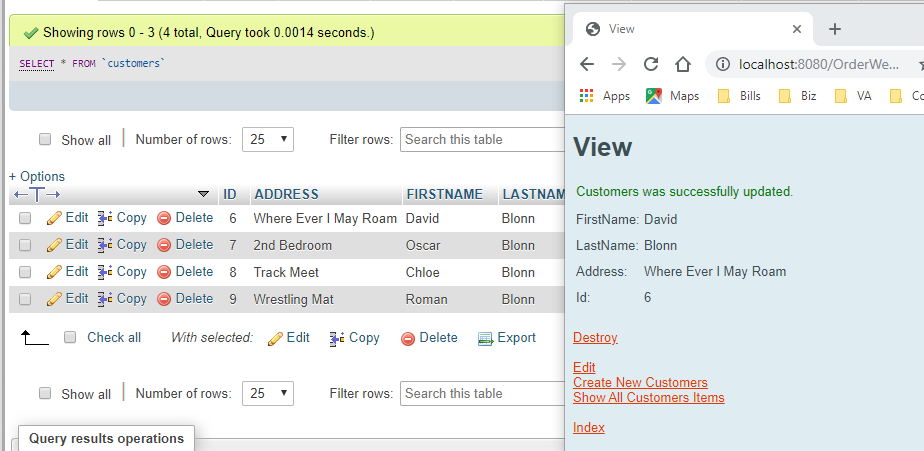 Showing rows 0 - 3 (4 total, Query took 0.0014 seconds.)
SELECT * FROM `customers`
Show all | Number of rows: 25 Filter rows: Search this table
+ Options
ID ADDRESS FIRSTNAME LASTNAM
Edit Copy Delete 6 Where Ever I May Roam David Blonn
Edit Copy Delete 7 2nd Bedroom Oscar Blonn
Edit Copy Delete 8 Track Meet Chloe Blonn
Edit Copy Delete 9 Wrestling Mat Roman Blonn
Check all With selected: Edit Copy Delete Export
Show all | Number of rows: 25 Filter rows: Search this table
Query results operations
View
localhost:8080/OrderWe...
Apps Maps Bills Biz VA Co
View
Customers was successfully updated.
FirstName: David
LastName: Blonn
Address: Where Ever I May Roam
Id: 6
Destroy
Edit
Create New Customers
Show All Customers Items
Index